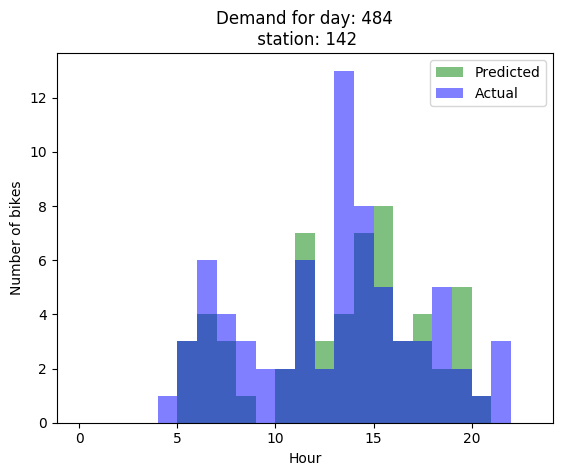 Demand for day: 484
station: 142
Predicted
Actual
Number of bikes
12
10
8
6
4
2
0
0
5
10
15
20
Hour